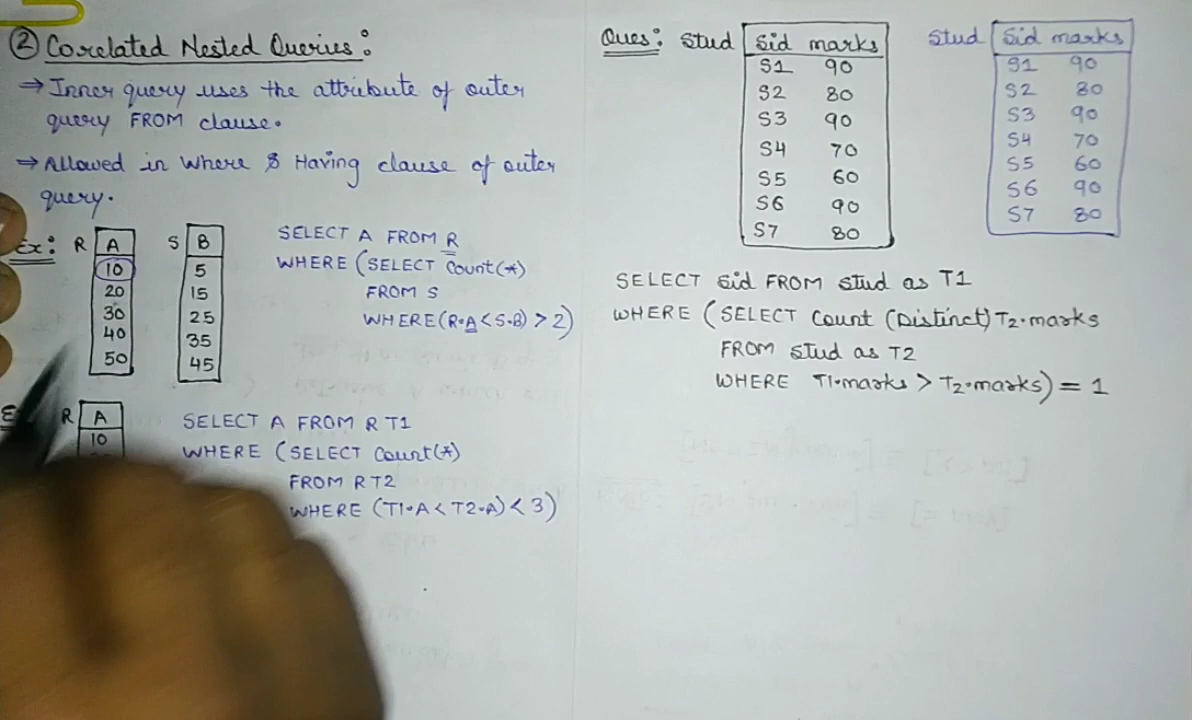 ② Corelated Nested Queries :
→ Inner query uses the attribute of outer
query FROM clause.
→ Allowed in where & Having clause of outer
query.
Ex: R A S B
10 5
20 15
30 25
40 35
50 45
SELECT A FROM R
WHERE (SELECT Count(*)
FROM S
WHERE (R.A < S.B) > 2)
R A
10
SELECT A FROM R T1
WHERE (SELECT Count(*)
FROM R T2
WHERE (T1.A < T2.A) < 3)
Ques: Stud Sid marks
S1 90
S2 80
S3 90
S4 70
S5 60
S6 90
S7 80
Stud Sid marks
S1 90
S2 80
S3 90
S4 70
S5 60
S6 90
S7 80
SELECT Sid FROM Stud as T1
WHERE (SELECT Count (Distinct) T2.marks
FROM Stud as T2
WHERE T1.marks > T2.marks) = 1